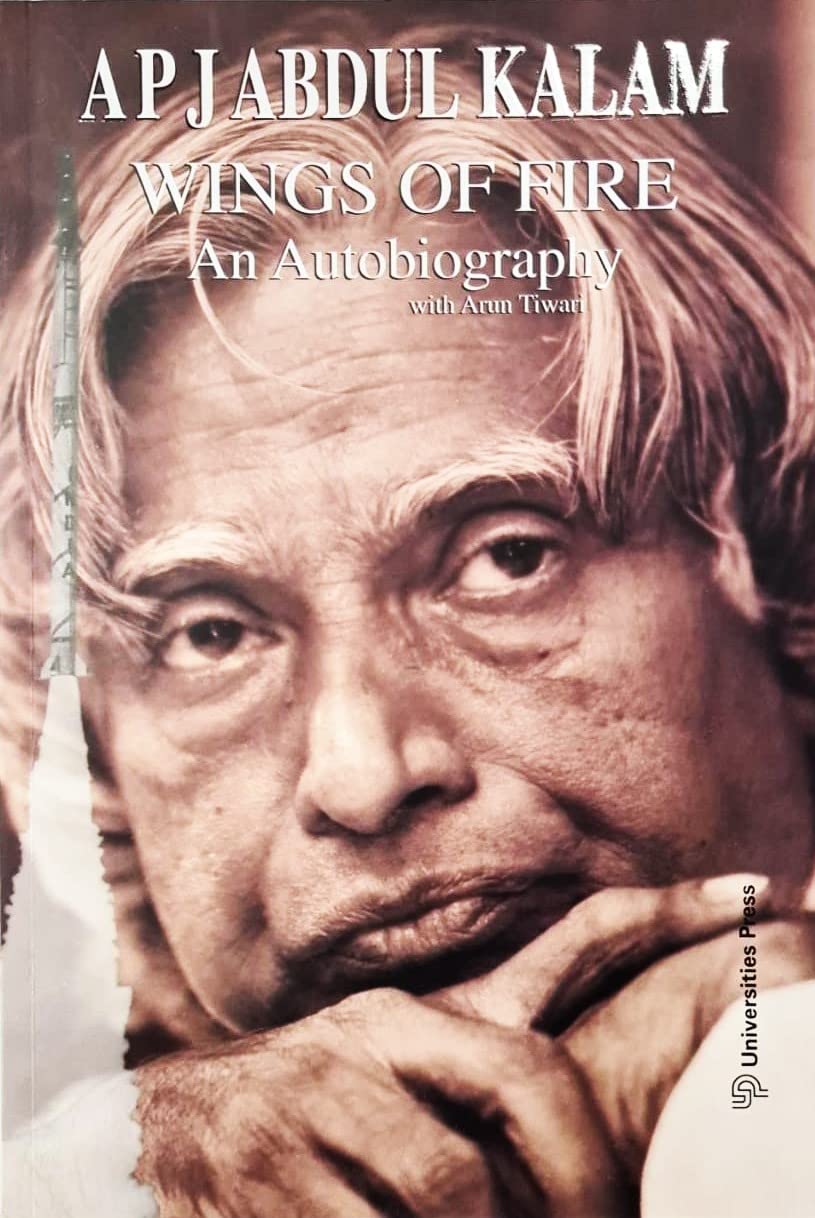 A P J ABDUL KALAM
WINGS OF FIRE
An Autobiography
with Arun Tiwari
Universities Press